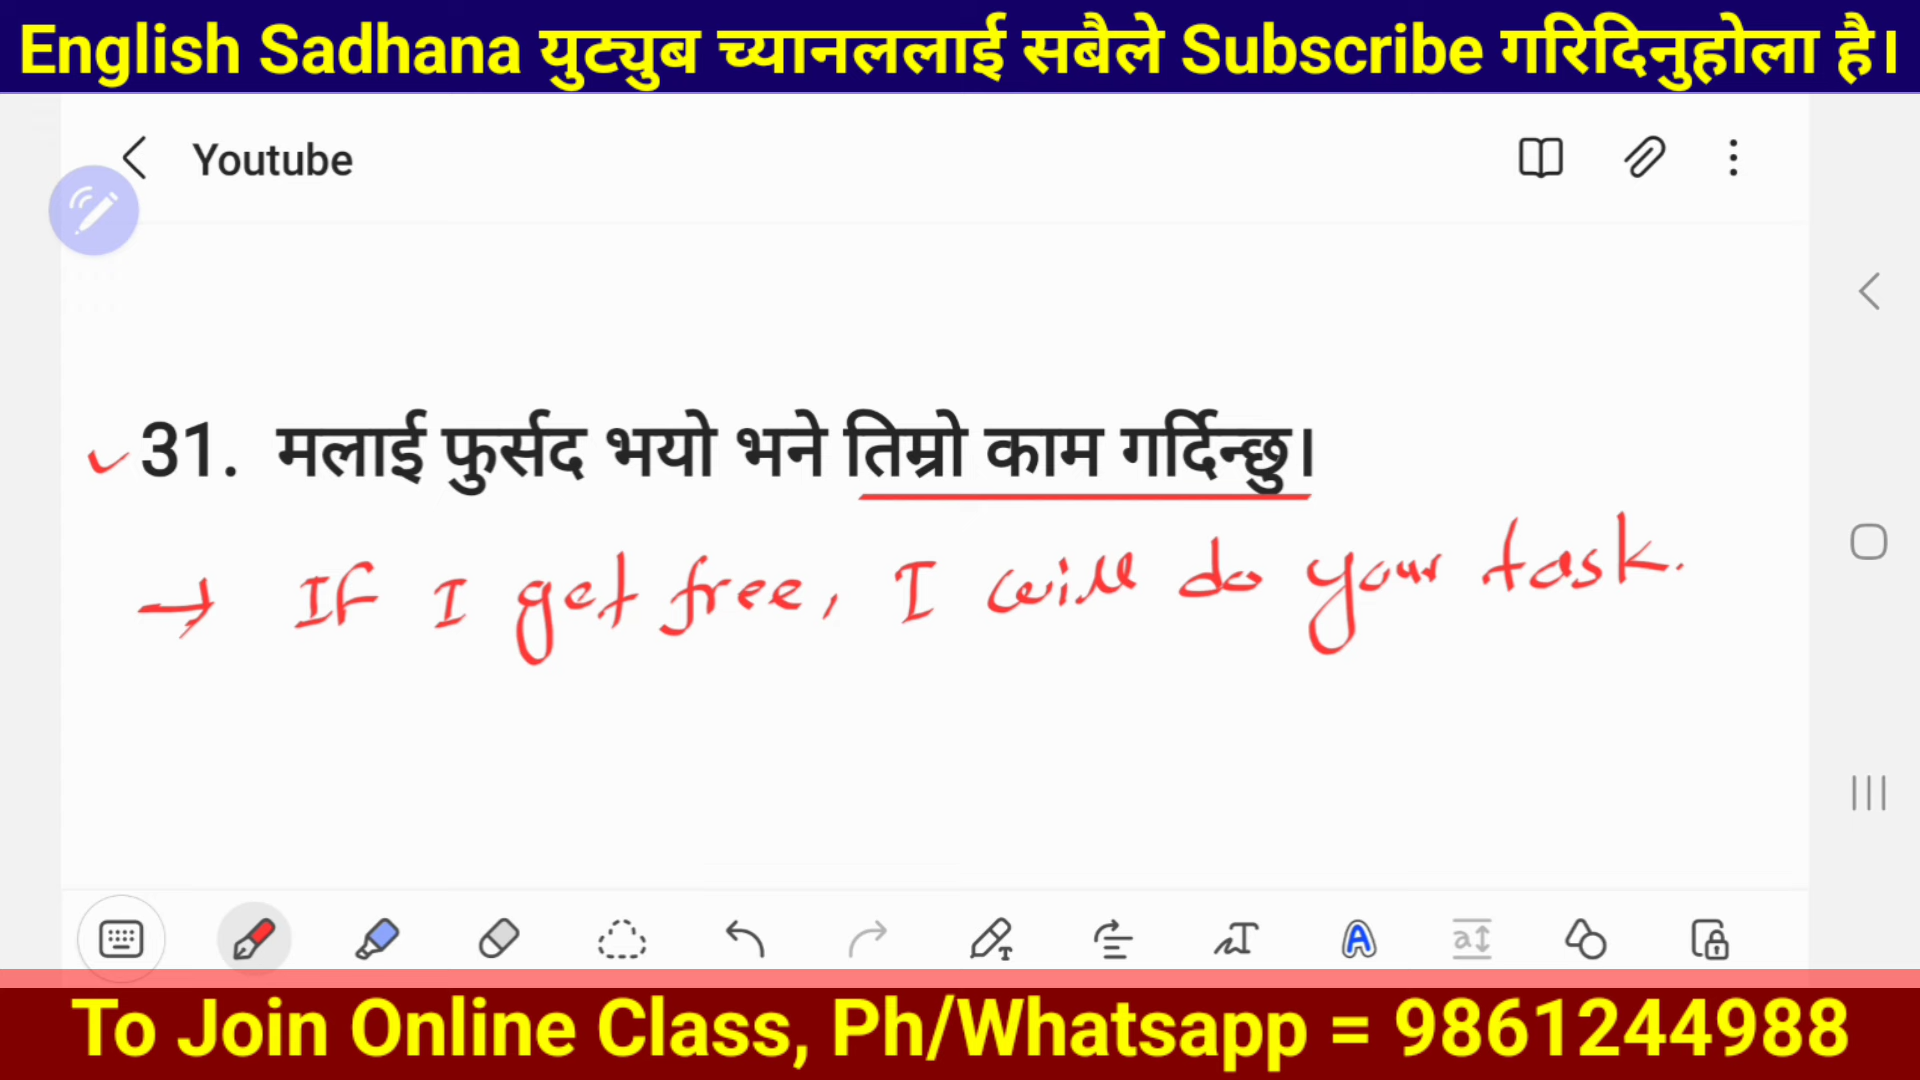 English Sadhana युट्युब च्यानललाई सबैले Subscribe गरिदिनुहोला है।
Youtube
31. मलाई फुर्सद भयो भने तिम्रो काम गर्दिन्छु।
→ If I get free, I will do your task.
To Join Online Class, Ph/Whatsapp = 9861244988